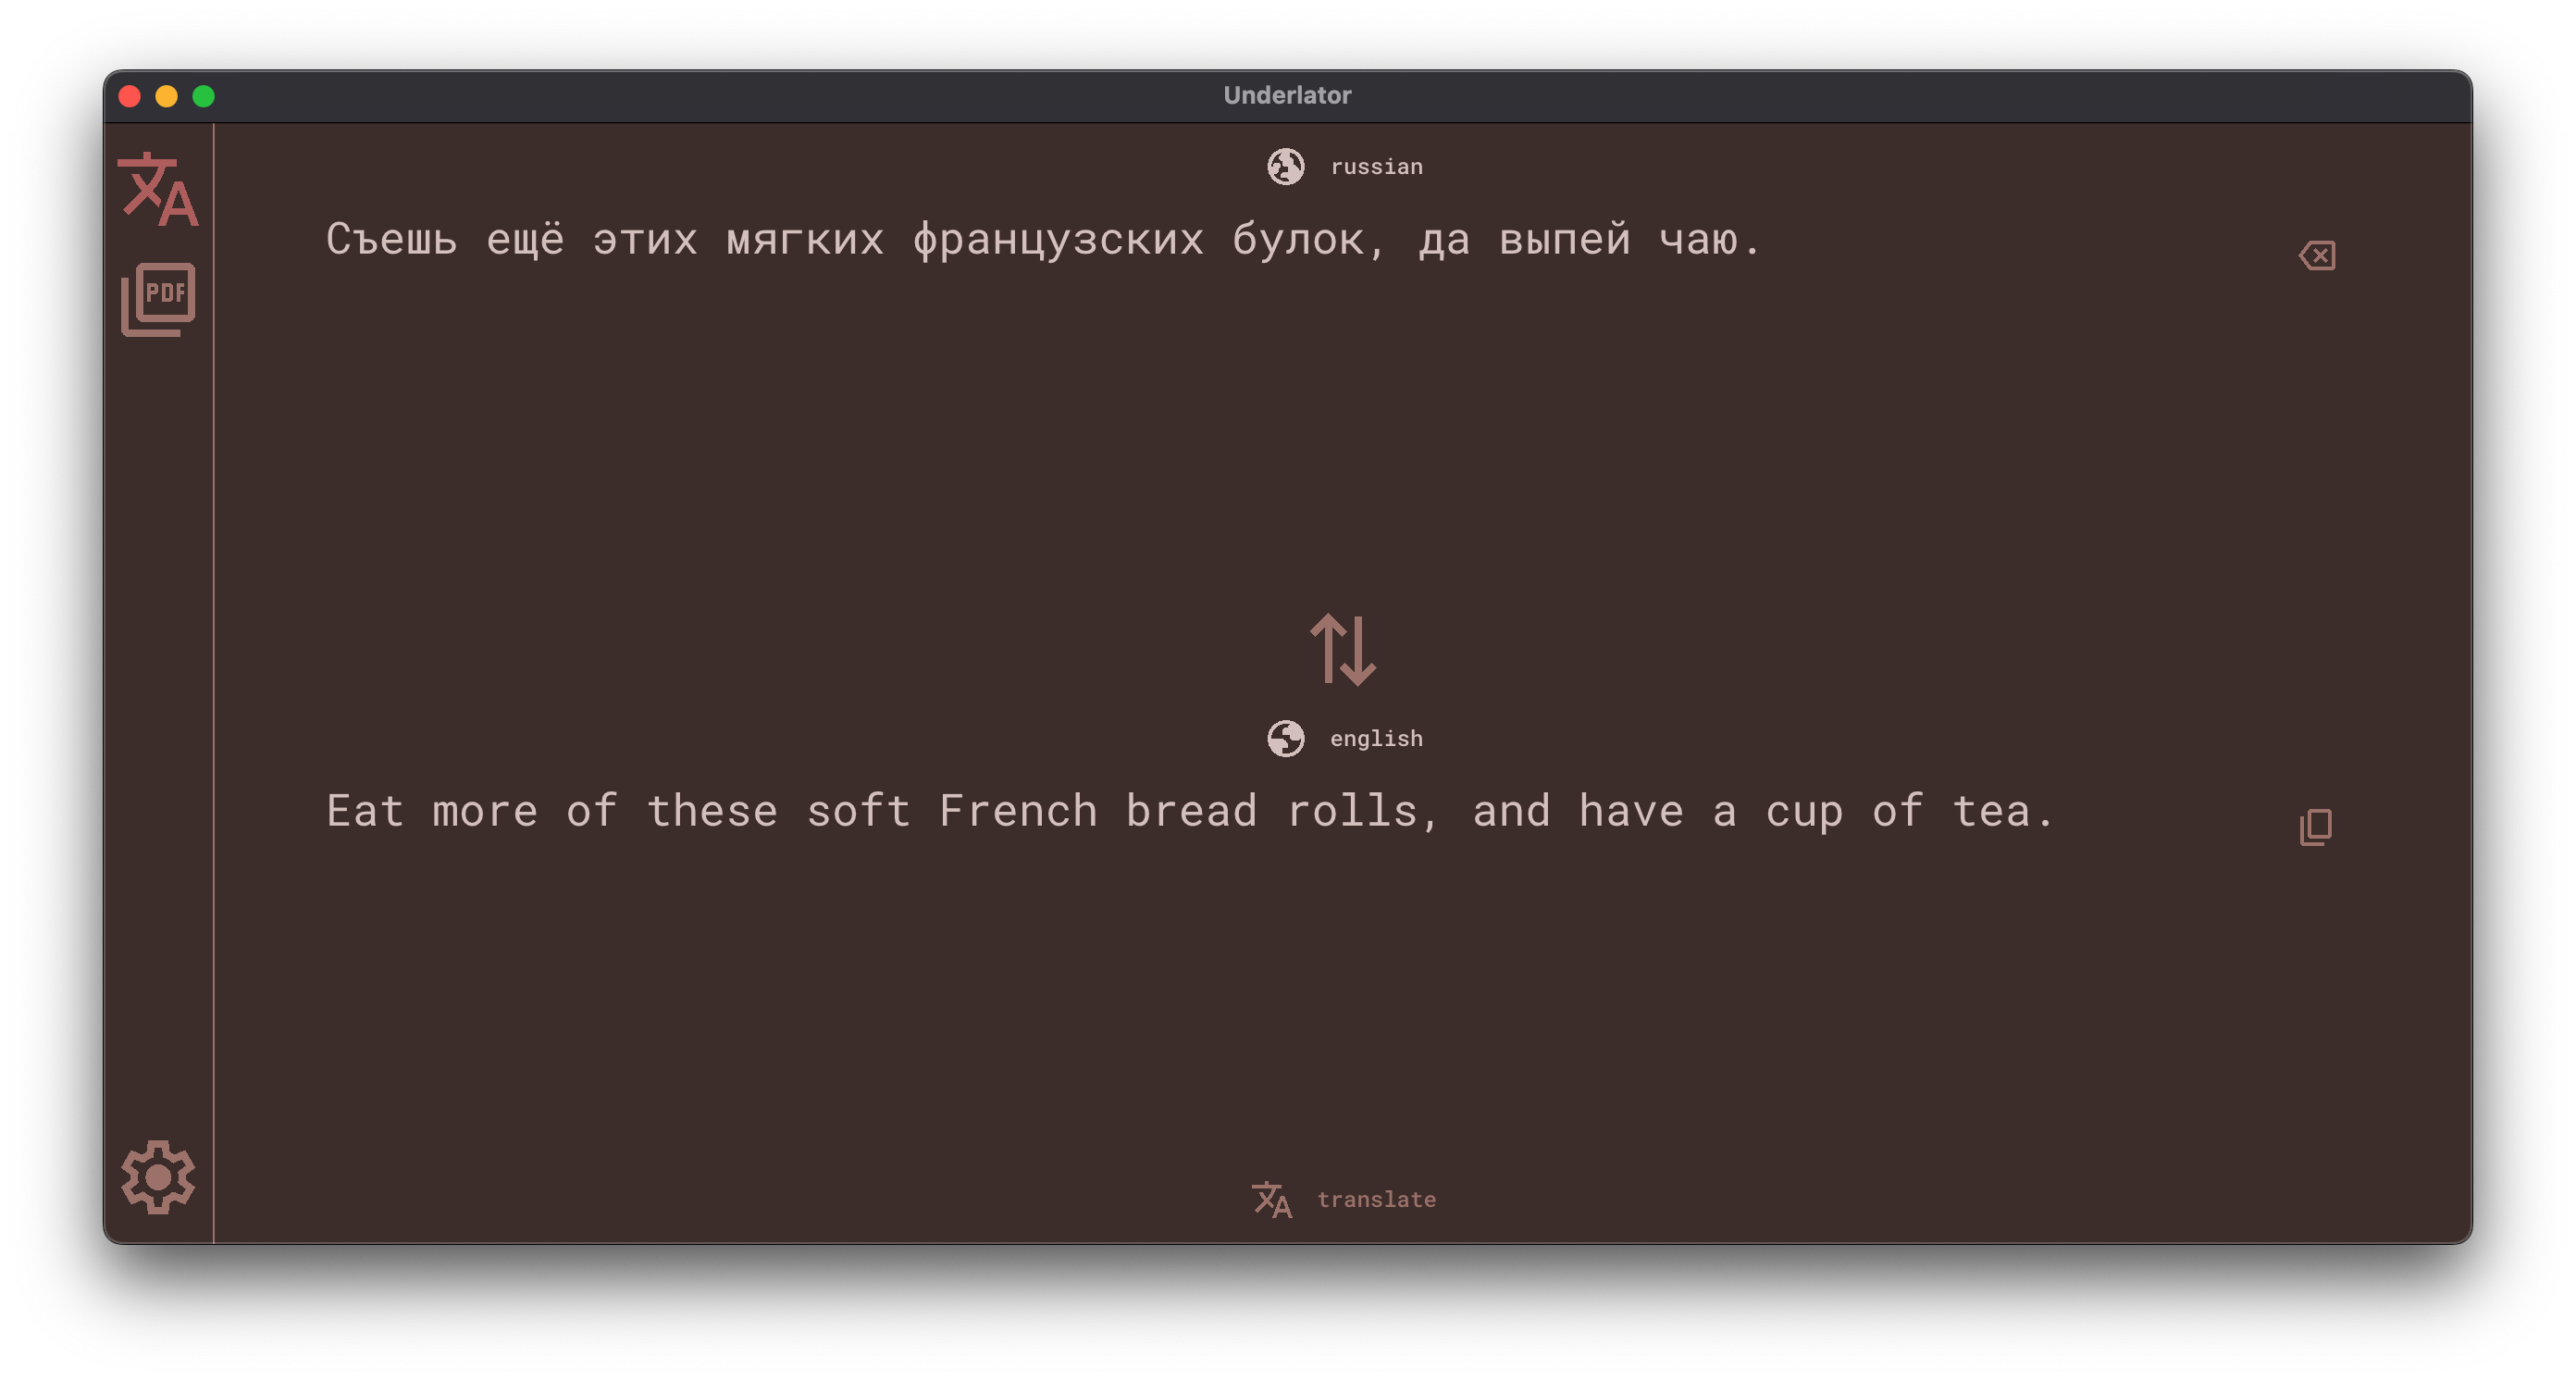 Underlator
russian
Съешь ещё этих мягких французских булок, да выпей чаю.
PDF
english
Eat more of these soft French bread rolls, and have a cup of tea.
translate